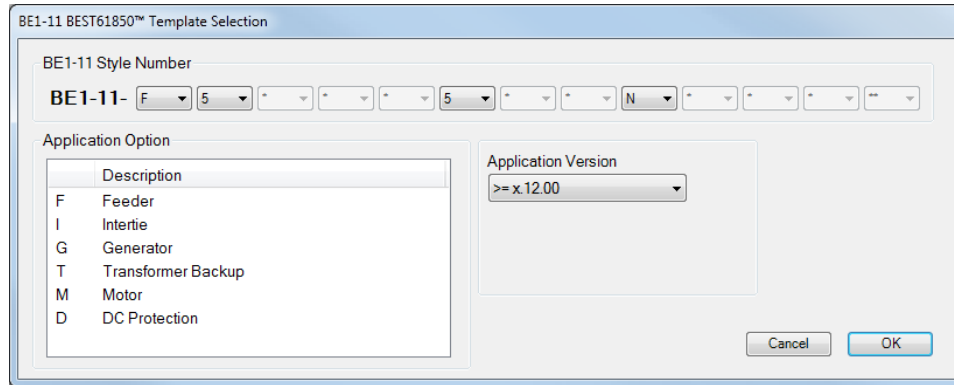 BE1-11 BEST61850™ Template Selection
BE1-11 Style Number
BE1-11- F 5 * * * 5 * * N * * * **
Application Option
Description
F Feeder
I Intertie
G Generator
T Transformer Backup
M Motor
D DC Protection
Application Version
>= x.12.00
Cancel OK